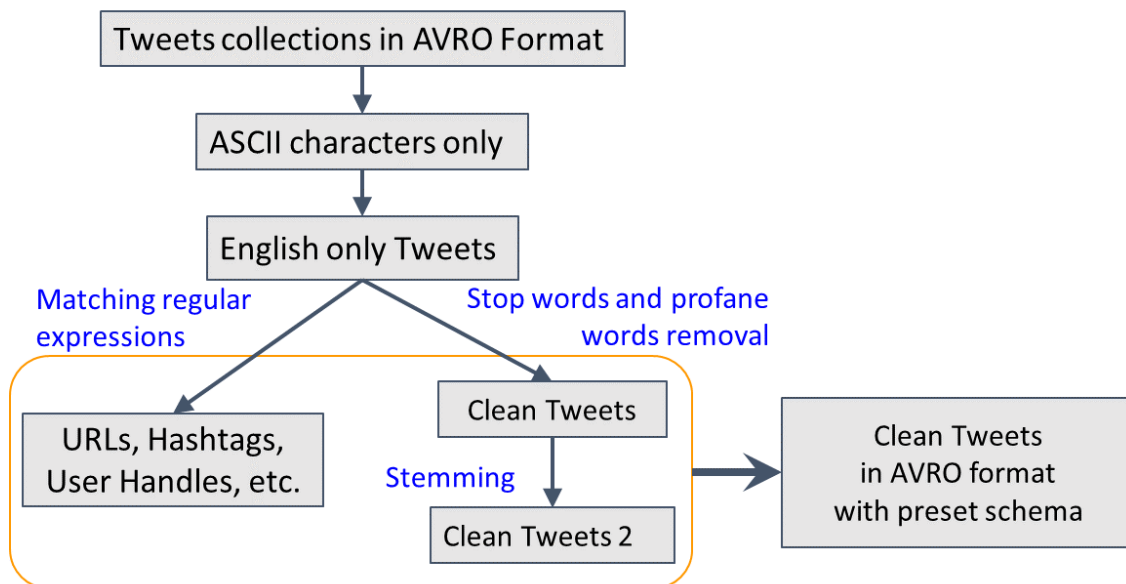 Tweets collections in AVRO Format
ASCII characters only
English only Tweets
Matching regular
expressions
Stop words and profane
words removal
URLs, Hashtags,
User Handles, etc.
Clean Tweets
Stemming
Clean Tweets 2
Clean Tweets
in AVRO format
with preset schema